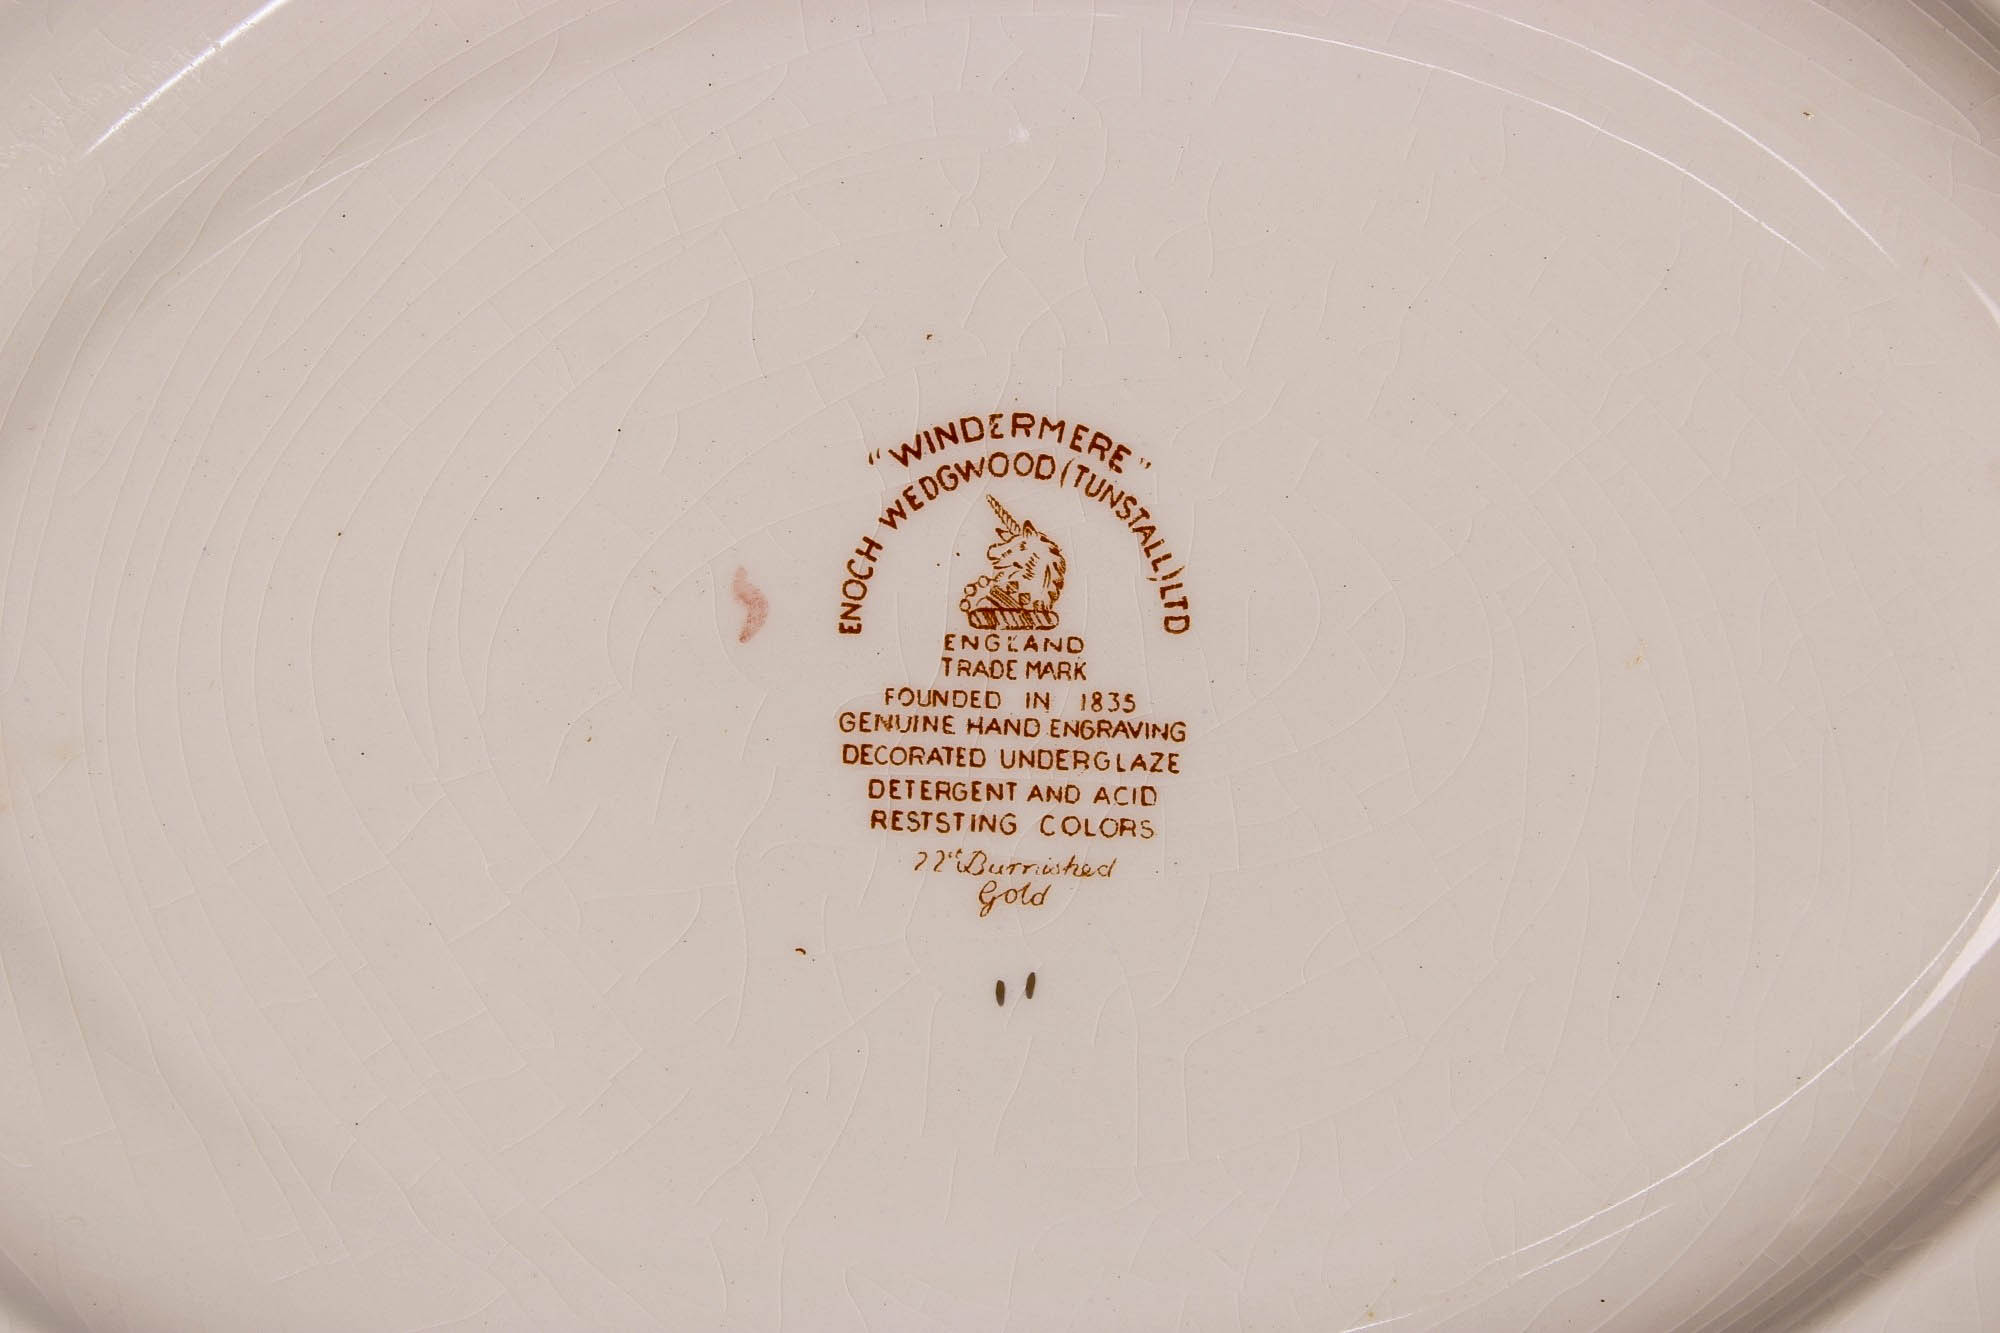 "WINDERMERE"
ENOCH WEDGWOOD (TUNSTALL) LTD
ENGLAND
TRADE MARK
FOUNDED IN 1835
GENUINE HAND ENGRAVING
DECORATED UNDERGLAZE
DETERGENT AND ACID
RESTSTING COLORS
22ct Burnished
Gold